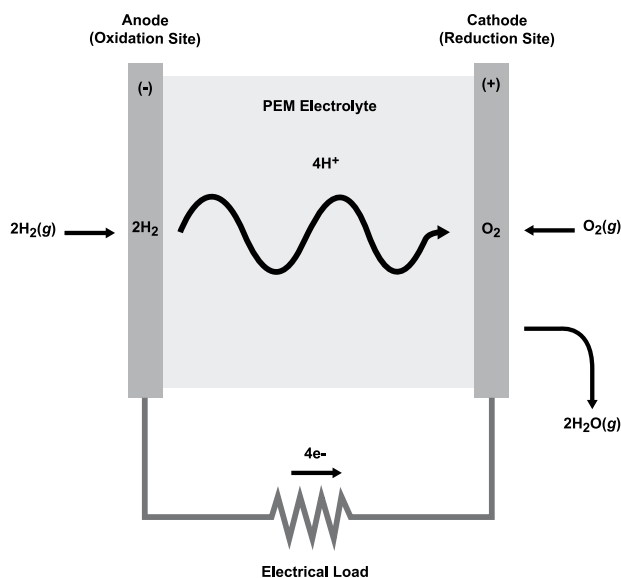 Anode
(Oxidation Site)
Cathode
(Reduction Site)
(-)
(+)
PEM Electrolyte
4H⁺
2H₂(g)
2H₂
O₂
O₂(g)
2H₂O(g)
4e-
Electrical Load